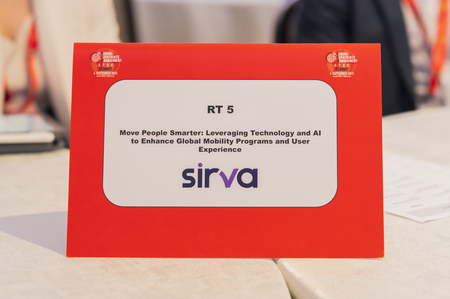 RT 5
Move People Smarter: Leveraging Technology and AI
to Enhance Global Mobility Programs and User
Experience
sirva